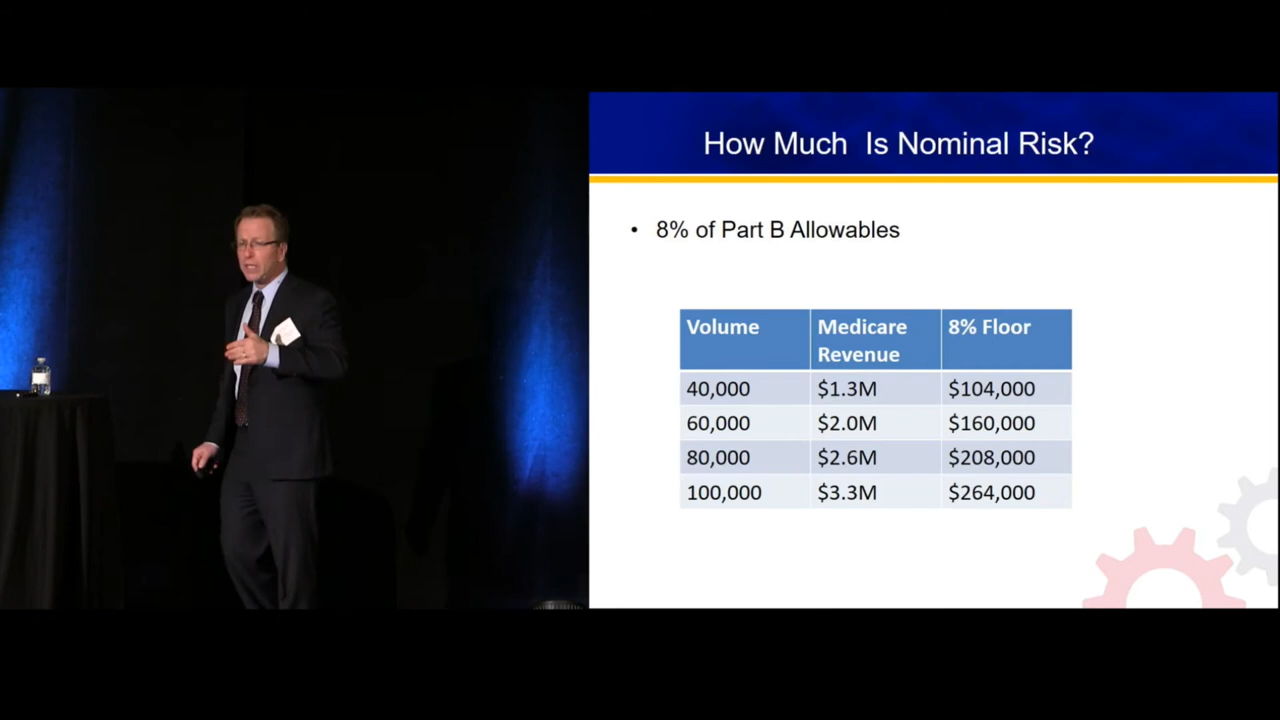 How Much  Is Nominal Risk?
• 8% of Part B Allowables
Volume Medicare Revenue 8% Floor
40,000 $1.3M $104,000
60,000 $2.0M $160,000
80,000 $2.6M $208,000
100,000 $3.3M $264,000